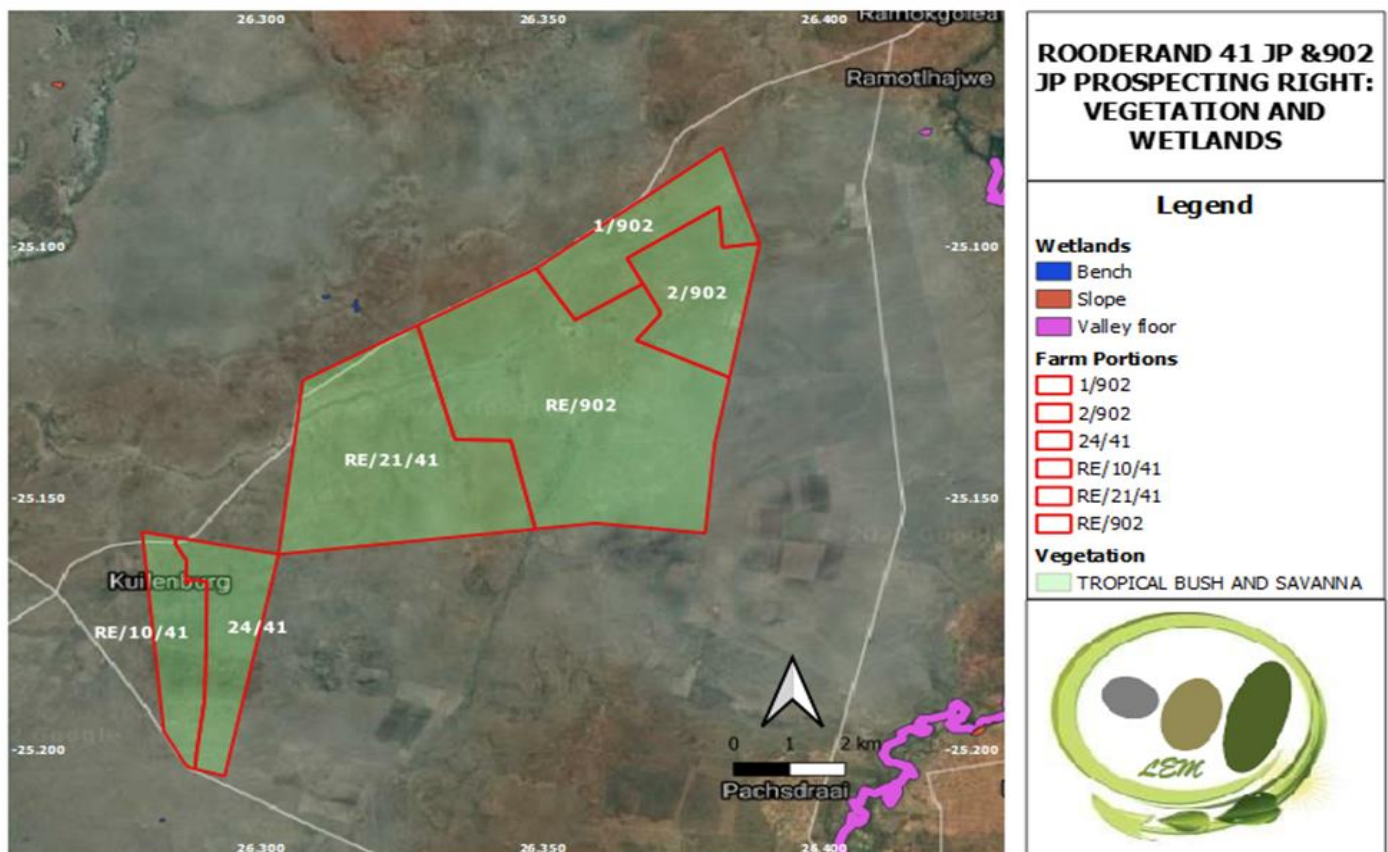 26.300
26.350
26.400
Ramokgolea
Ramotlhajwe
-25.100
-25.100
1/902
2/902
RE/902
RE/21/41
-25.150
-25.150
Kuilenburg
RE/10/41
24/41
-25.200
-25.200
0 1 2 km
Pachsdraai
26.300
26.350
26.400
ROODERAND 41 JP &902
JP PROSPECTING RIGHT:
VEGETATION AND
WETLANDS
Legend
Wetlands
Bench
Slope
Valley floor
Farm Portions
1/902
2/902
24/41
RE/10/41
RE/21/41
RE/902
Vegetation
TROPICAL BUSH AND SAVANNA
LEM